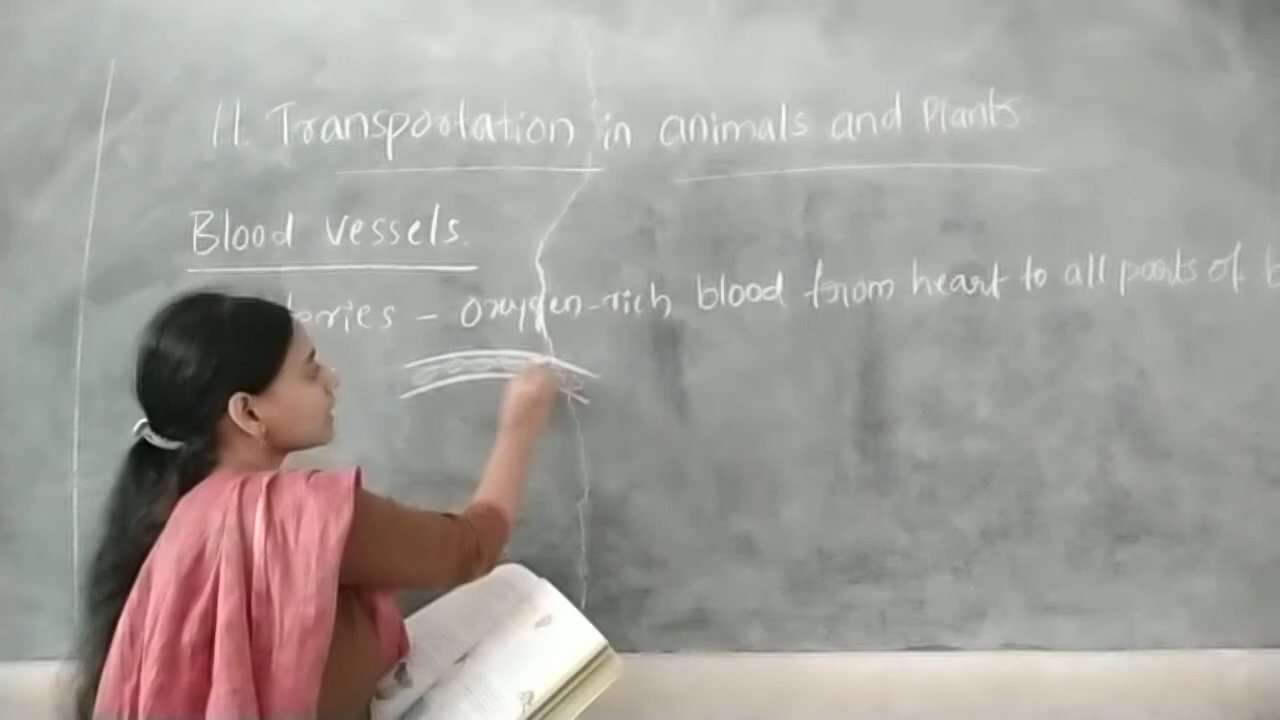 11. Transportation in animals and Plants
Blood vessels.
- oxygen-rich blood from heart to all parts of